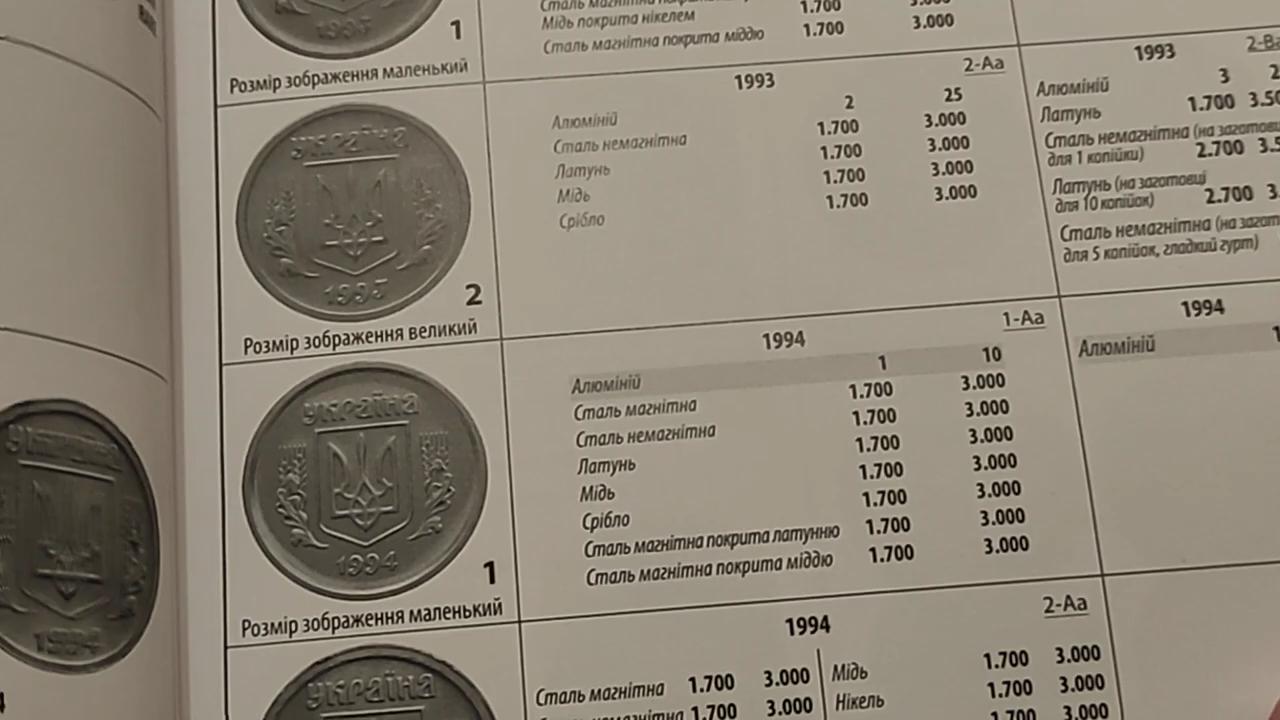 Мідь покрита нікелем 1.700 3.000
Сталь магнітна покрита міддю 1.700 3.000
1
Розмір зображення маленький
1993 2-Аа
Алюміній 2 25
Сталь немагнітна 1.700 3.000
Латунь 1.700 3.000
Мідь 1.700 3.000
Срібло 1.700 3.000
1993
Алюміній 3
Латунь 1.700
Сталь немагнітна (на
для 1 копійки) 2.700
Латунь (на заготовці
для 10 копійок) 2.700
Сталь немагнітна (на
для 5 копійок, гладкий гурт)
Україна
2
Розмір зображення великий
1994 1-Аа
Алюміній 1 10
Сталь магнітна 1.700 3.000
Сталь немагнітна 1.700 3.000
Латунь 1.700 3.000
Мідь 1.700 3.000
Срібло 1.700 3.000
Сталь магнітна покрита латунню 1.700 3.000
Сталь магнітна покрита міддю 1.700 3.000
1994
Алюміній
Україна
1994
1
Розмір зображення маленький
1994 2-Аа
Сталь магнітна 1.700 3.000
1.700 3.000
Мідь 1.700 3.000
Нікель 1.700 3.000
1.700 3.000
Україна
1994